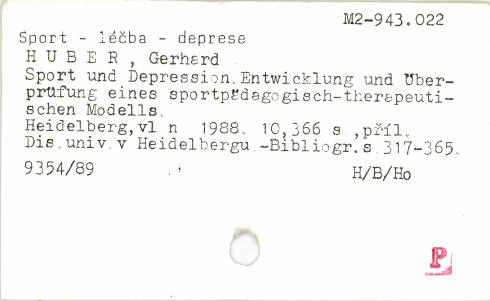 M2-943.022
Sport - léčba - deprese
H U B E R , Gerhard
Sport und Depression.Entwicklung und Über-
prüfung eines sportpädagogisch-therapeuti-
schen Modells.
Heidelberg,vl n 1988. 10,366 s.,příl.
Dis.univ.v Heidelbergu.-Bibliogr.s.317-365.
9354/89 H/B/Ho
P